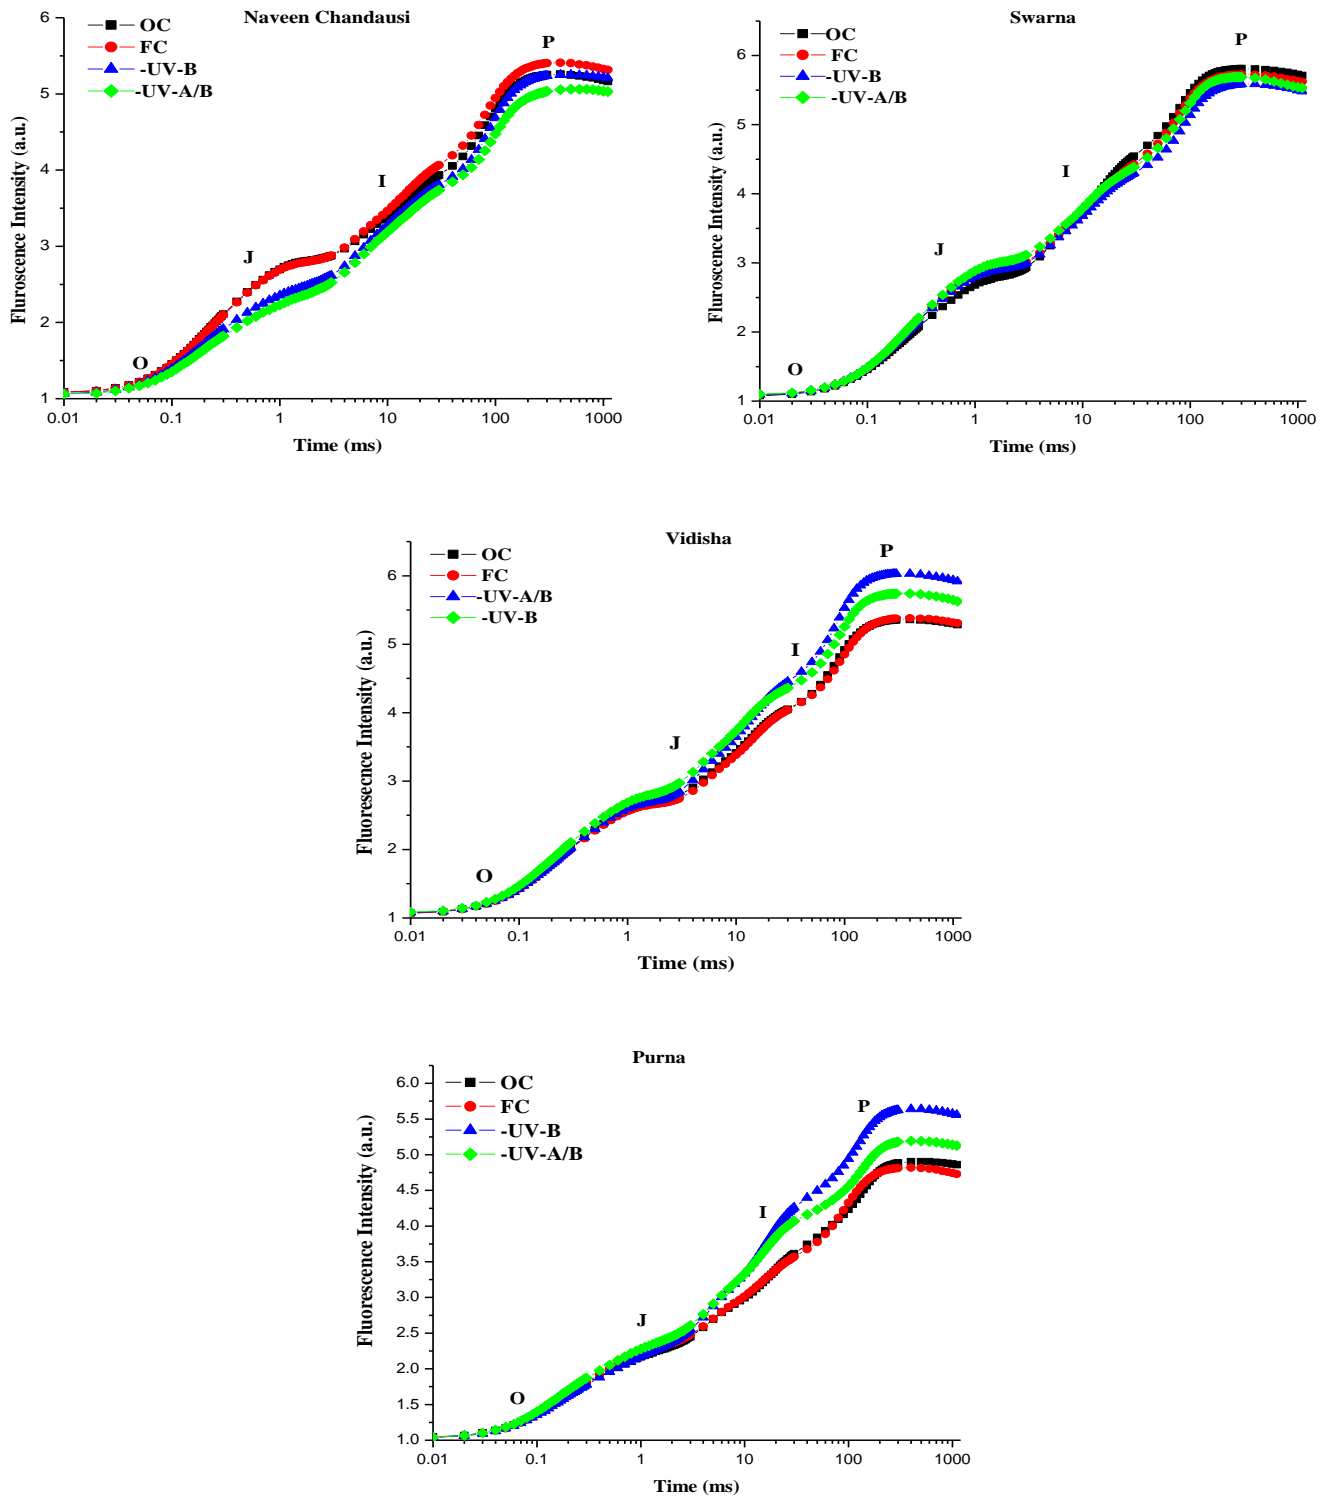 Naveen Chandausi
OC
FC
-UV-B
-UV-A/B
P
I
J
O
Fluroscence Intensity (a.u.)
6
5
4
3
2
1
0.01
0.1
1
10
100
1000
Time (ms)
Swarna
OC
FC
-UV-B
-UV-A/B
P
I
J
O
Fluroscence Intensity (a.u.)
6
5
4
3
2
1
0.01
0.1
1
10
100
1000
Time (ms)
Vidisha
OC
FC
-UV-A/B
-UV-B
P
I
J
O
Fluoresecnce Intensity (a.u.)
6
5
4
3
2
1
0.01
0.1
1
10
100
1000
Time (ms)
Purna
OC
FC
-UV-B
-UV-A/B
P
I
J
O
Fluorescence Intensity (a.u.)
6.0
5.5
5.0
4.5
4.0
3.5
3.0
2.5
2.0
1.5
1.0
0.01
0.1
1
10
100
1000
Time (ms)